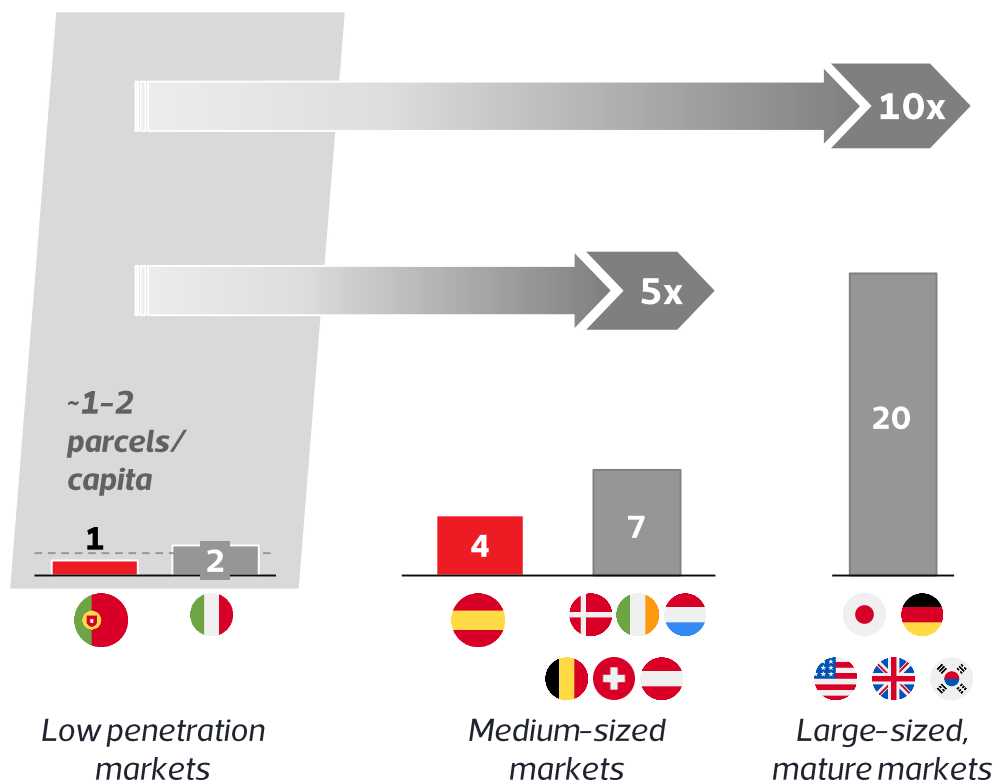 10x
5x
~1-2
parcels/
capita
1
2
4
7
20
Low penetration
markets
Medium-sized
markets
Large-sized,
mature markets